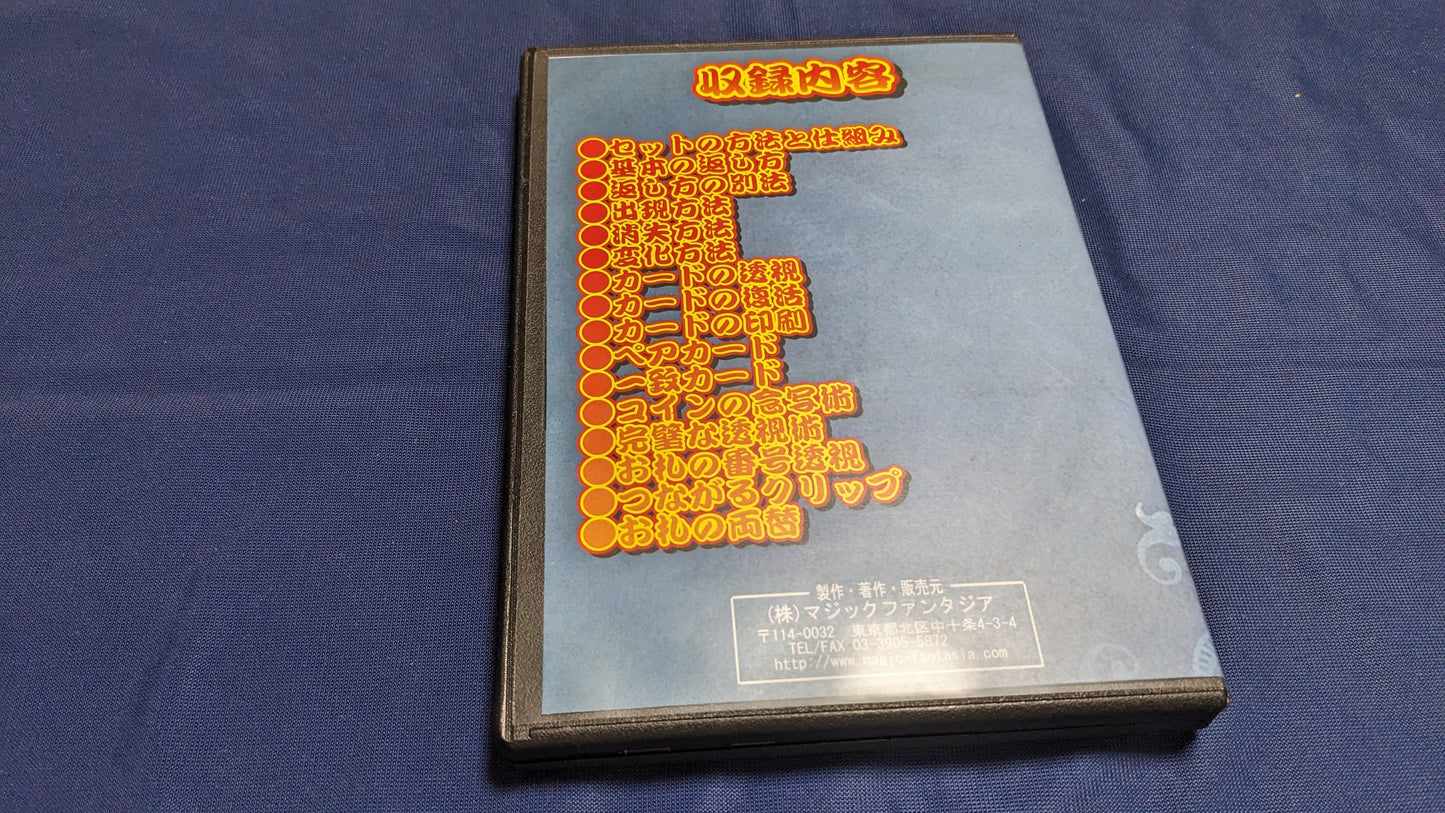 収録内容
●セットの方法と仕組み
●基本の返し方
●返し方の別法
●出現方法
●消失方法
●変化方法
●カードの透視
●カードの復活
●カードの印刷
●ペアカード
●一致カード
●コインの念写術
●完璧な透視術
●お札の番号透視
●つながるクリップ
●お札の両替
製作・著作・販売元
(株)マジックファンタジア
〒114-0032 東京都北区中十条4-3-4
TEL/FAX 03-3905-5872
http://www.magic-fantasia.com